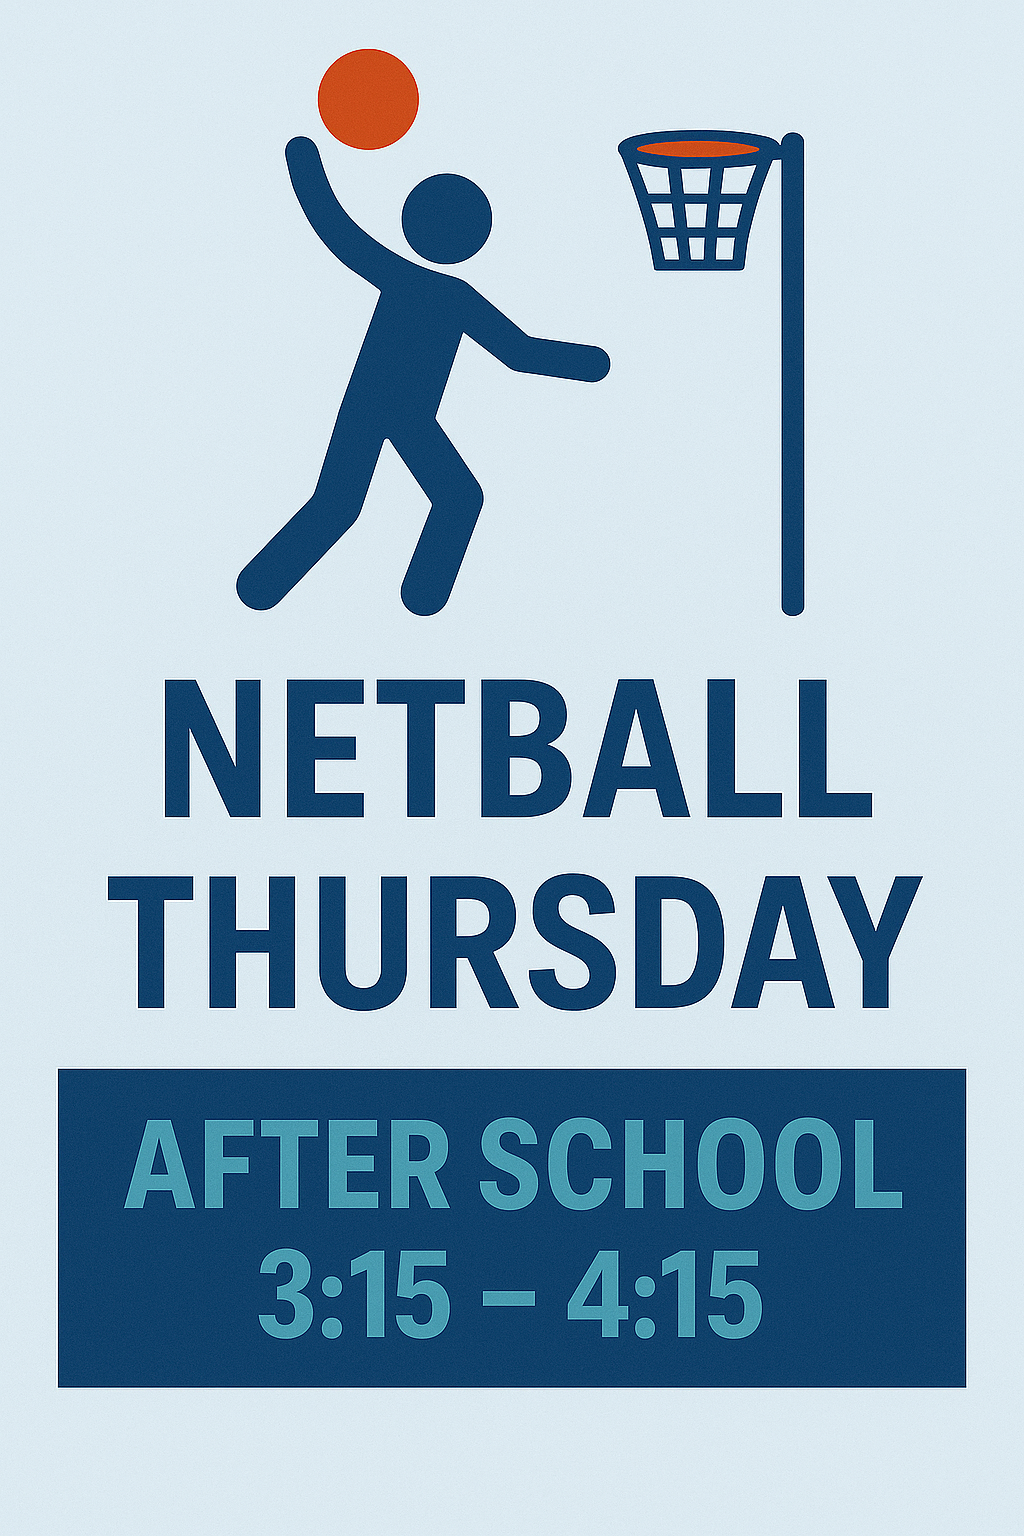 NETBALL
THURSDAY
AFTER SCHOOL
3:15 – 4:15